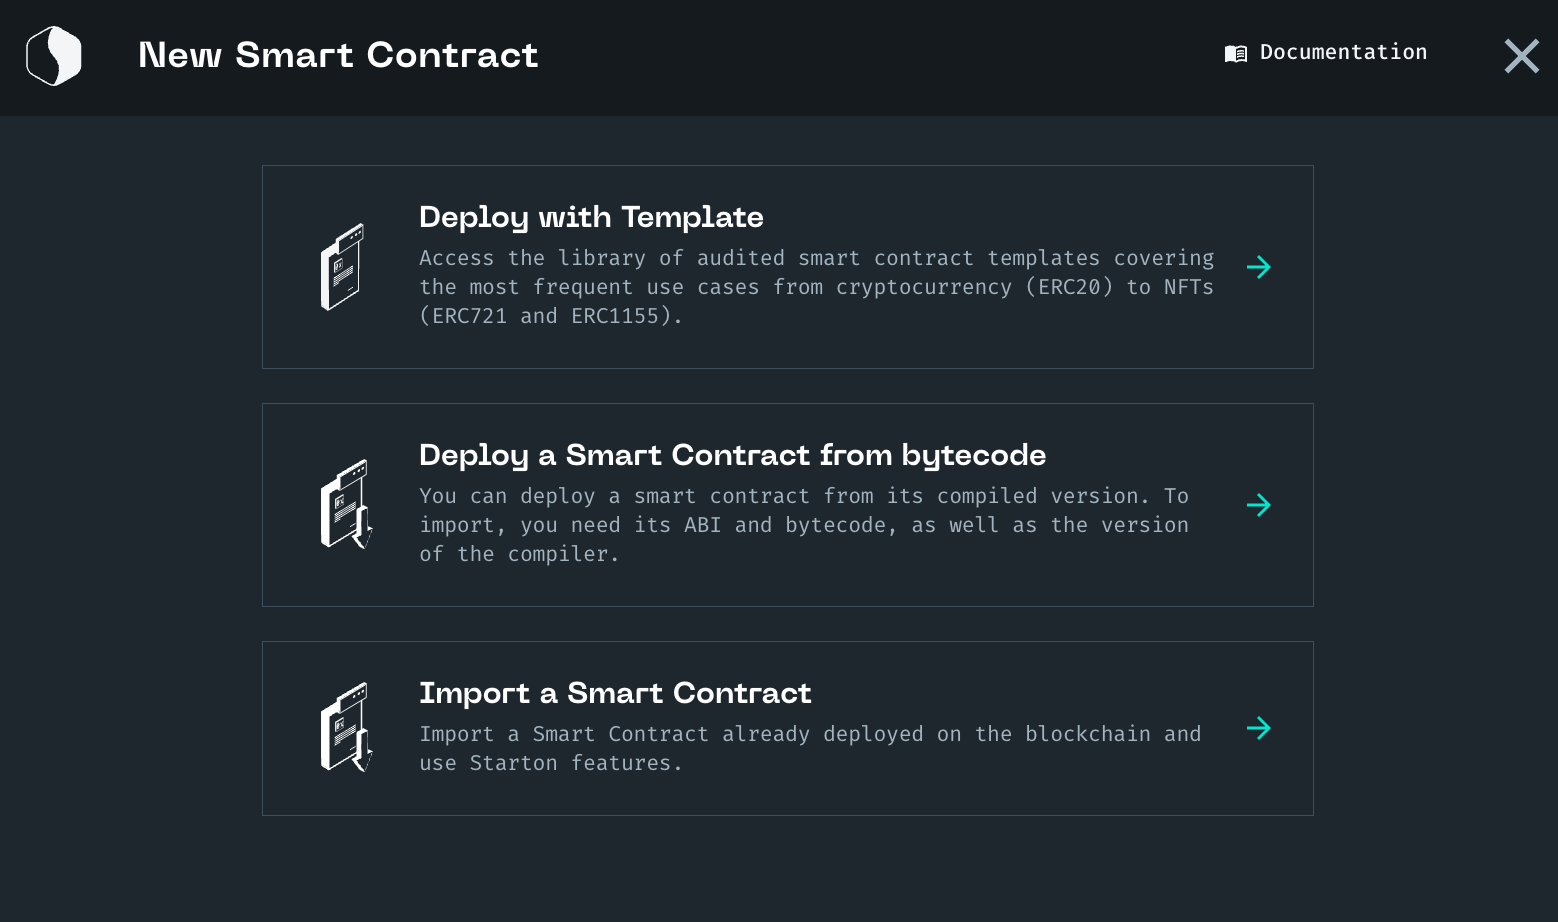 New Smart Contract
Documentation
Deploy with Template
Access the library of audited smart contract templates covering
the most frequent use cases from cryptocurrency (ERC20) to NFTs
(ERC721 and ERC1155).
Deploy a Smart Contract from bytecode
You can deploy a smart contract from its compiled version. To
import, you need its ABI and bytecode, as well as the version
of the compiler.
Import a Smart Contract
Import a Smart Contract already deployed on the blockchain and
use Starton features.